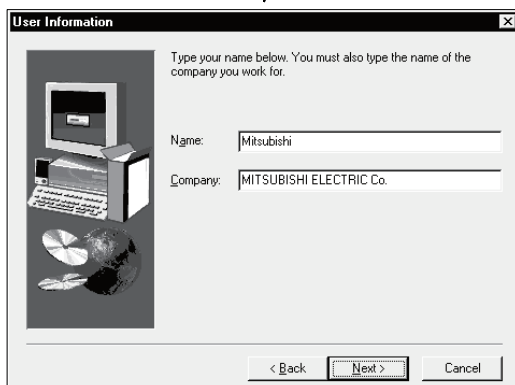 User Information
Type your name below. You must also type the name of the
company you work for.
Name: Mitsubishi
Company: MITSUBISHI ELECTRIC Co.
< Back Next > Cancel